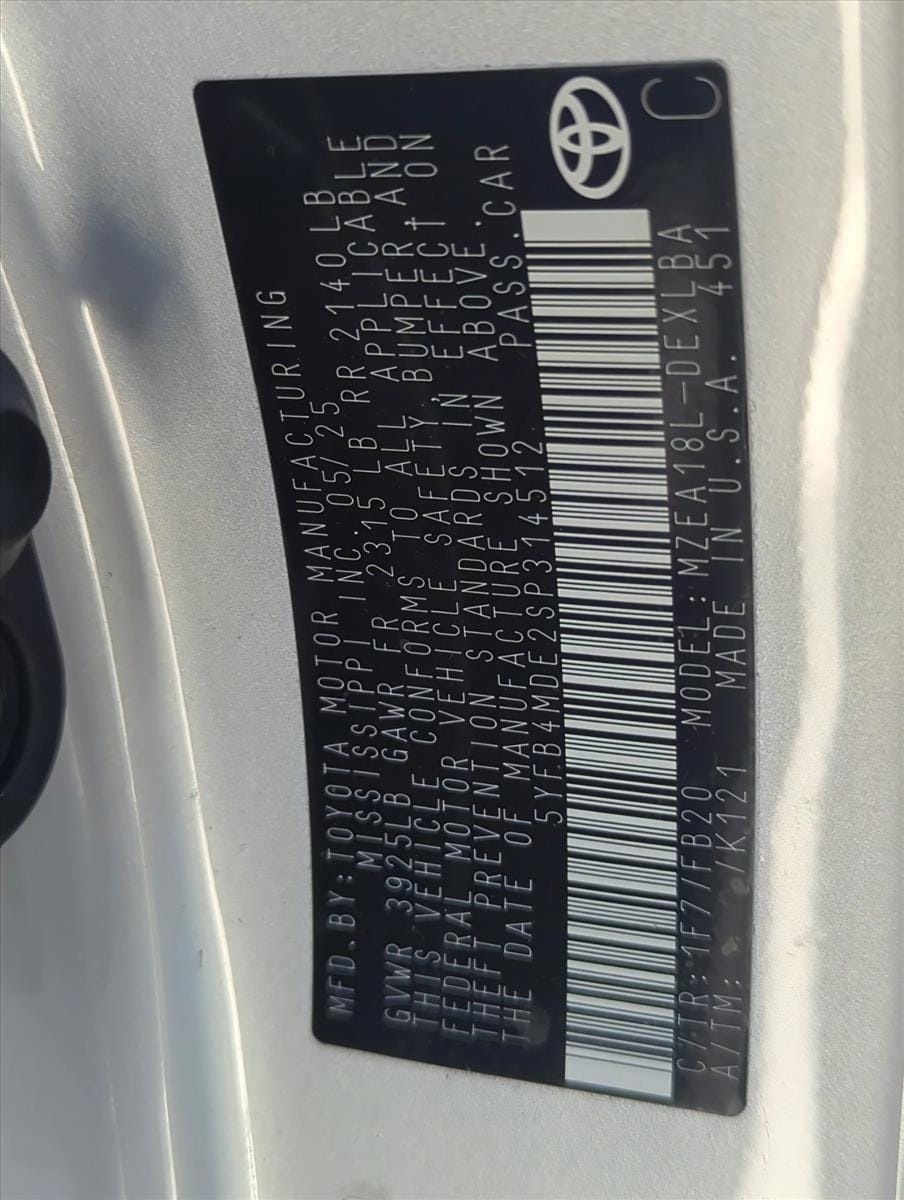 MFD.BY:TOYOTA MOTOR MANUFACTURING
MISSISSIPPI INC. 05/25
GVWR 3925LB GAWR FR 2315 LB RR 2140LB
THIS VEHICLE CONFORMS TO ALL APPLICABLE
FEDERAL MOTOR VEHICLE SAFETY, BUMPER, AND
THEFT PREVENTION STANDARDS IN EFFECT ON
THE DATE OF MANUFACTURE SHOWN ABOVE.
5YFB4MDE2SP314512 PASS.CAR
C/TR:1F7/FB20 MODEL:MZEA18L-DEXLBA
A/TM: /K121 MADE IN U.S.A. 451
C